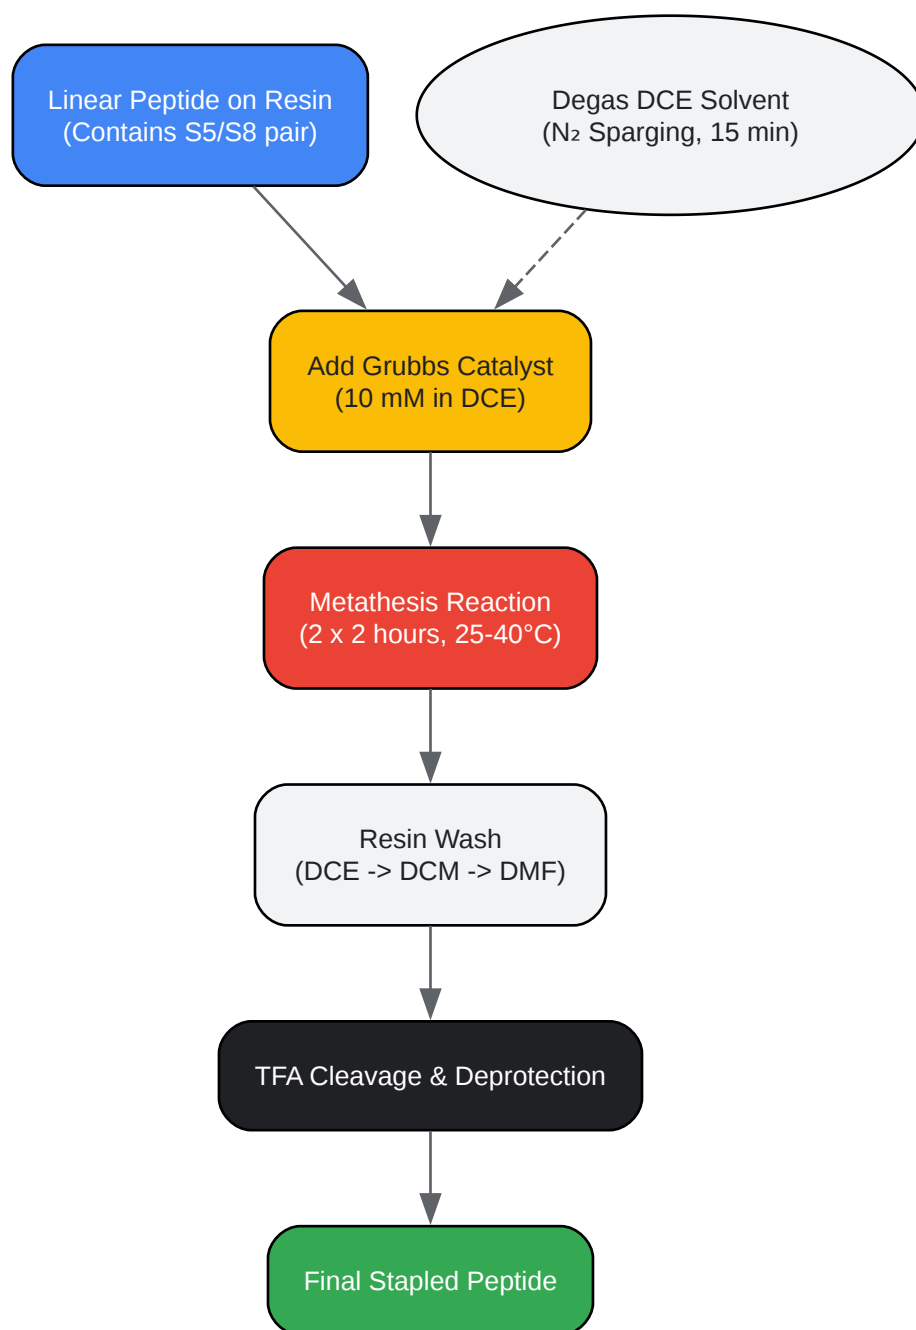 Linear Peptide on Resin
(Contains S5/S8 pair)
Degas DCE Solvent
(N₂ Sparging, 15 min)
Add Grubbs Catalyst
(10 mM in DCE)
Metathesis Reaction
(2 x 2 hours, 25-40°C)
Resin Wash
(DCE -> DCM -> DMF)
TFA Cleavage & Deprotection
Final Stapled Peptide